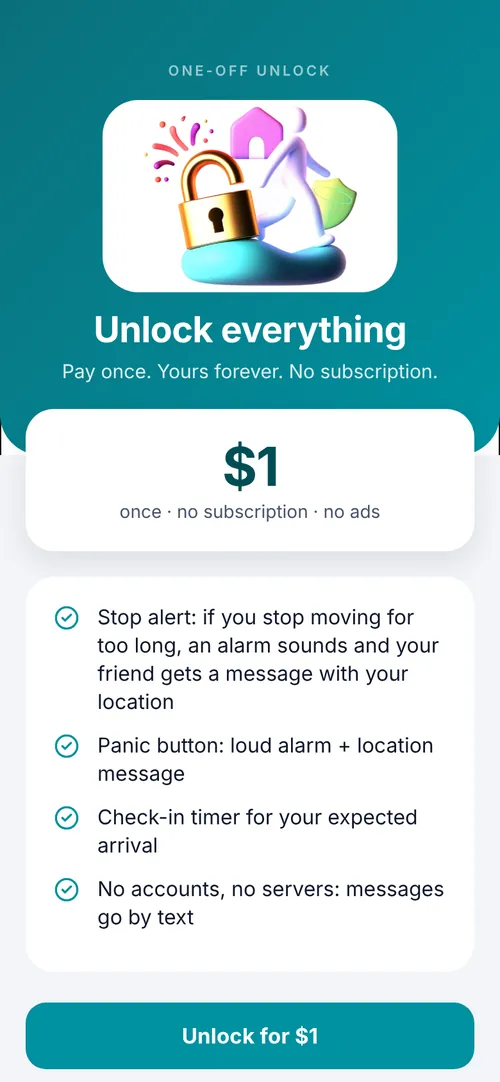 ONE-OFF UNLOCK
Unlock everything
Pay once. Yours forever. No subscription.
$1
once · no subscription · no ads
Stop alert: if you stop moving for
too long, an alarm sounds and your
friend gets a message with your
location
Panic button: loud alarm + location
message
Check-in timer for your expected
arrival
No accounts, no servers: messages
go by text
Unlock for $1